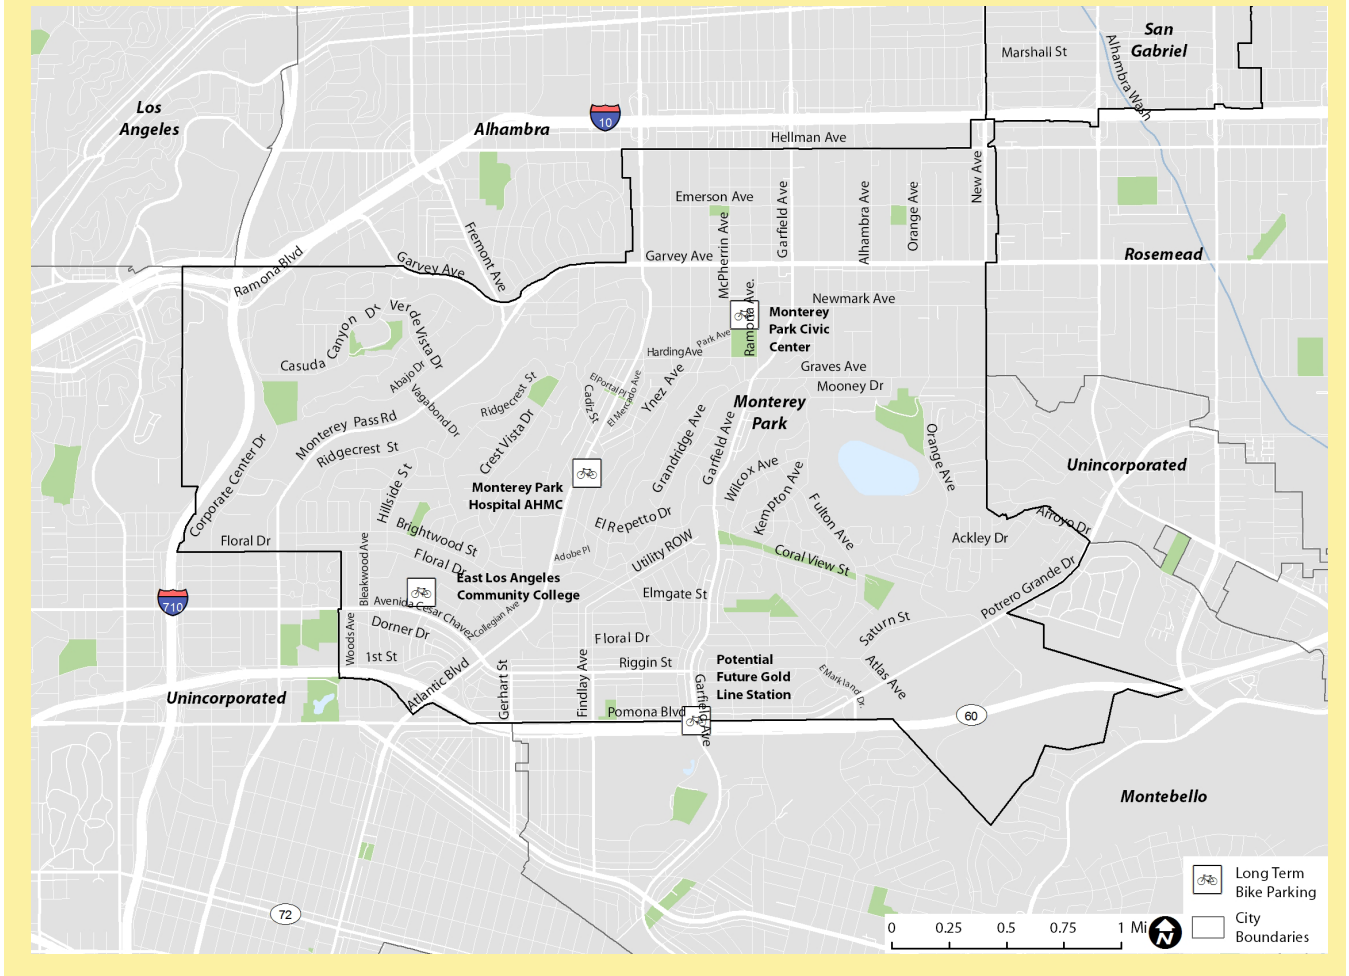 San
Gabriel
Marshall St
Alhambra Wash
Los
Angeles
10
Alhambra
Hellman Ave
New Ave
Emerson Ave
McPherrin Ave
Garfield Ave
Alhambra Ave
Orange Ave
Fremont Ave
Garvey Ave
Garvey Ave
Rosemead
Ramona Blvd
Newmark Ave
Ramona Ave.
Monterey
Park Civic
Center
Casuda Canyon Dr
Verde Vista Dr
Park Ave
Harding Ave
Graves Ave
Mooney Dr
Abajo Dr
Vagabond Dr
Ridgecrest St
El Portal Pl
El Mercado Ave
Cadiz St
Ynez Ave
Monterey
Park
Monterey Pass Rd
Ridgecrest St
Crest Vista Dr
Grandridge Ave
Garfield Ave
Orange Ave
Corporate Center Dr
Hillside St
Monterey Park
Hospital AHMC
Wilcox Ave
Kempton Ave
Fulton Ave
Unincorporated
Brightwood St
El Repetto Dr
Arroyo Dr
Floral Dr
Bleakwood Ave
Floral Dr
Adobe Pl
Utility ROW
Coral View St
Ackley Dr
East Los Angeles
Community College
Elmgate St
Potrero Grande Dr
710
Avenida Cesar Chavez
Collegian Ave
Dorner Dr
Woods Ave
1st St
Floral Dr
Saturn St
Riggin St
Potential
Future Gold
Line Station
Atlas Ave
E Markland Dr.
Unincorporated
Atlantic Blvd
Gerhart St
Findlay Ave
Pomona Blvd
Garfield Ave
60
Montebello
72
Long Term
Bike Parking
City
Boundaries
0 0.25 0.5 0.75 1 Mi
N